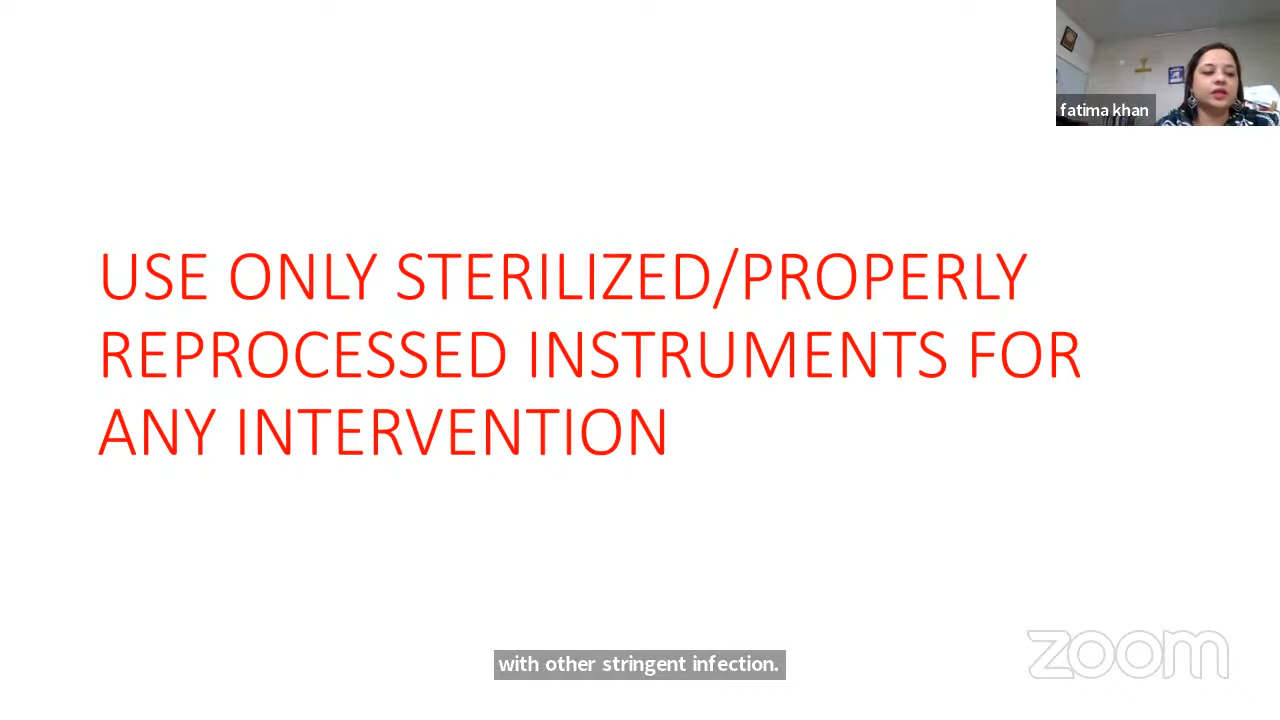 fatima khan
USE ONLY STERILIZED/PROPERLY
REPROCESSED INSTRUMENTS FOR
ANY INTERVENTION
with other stringent infection.
zoom